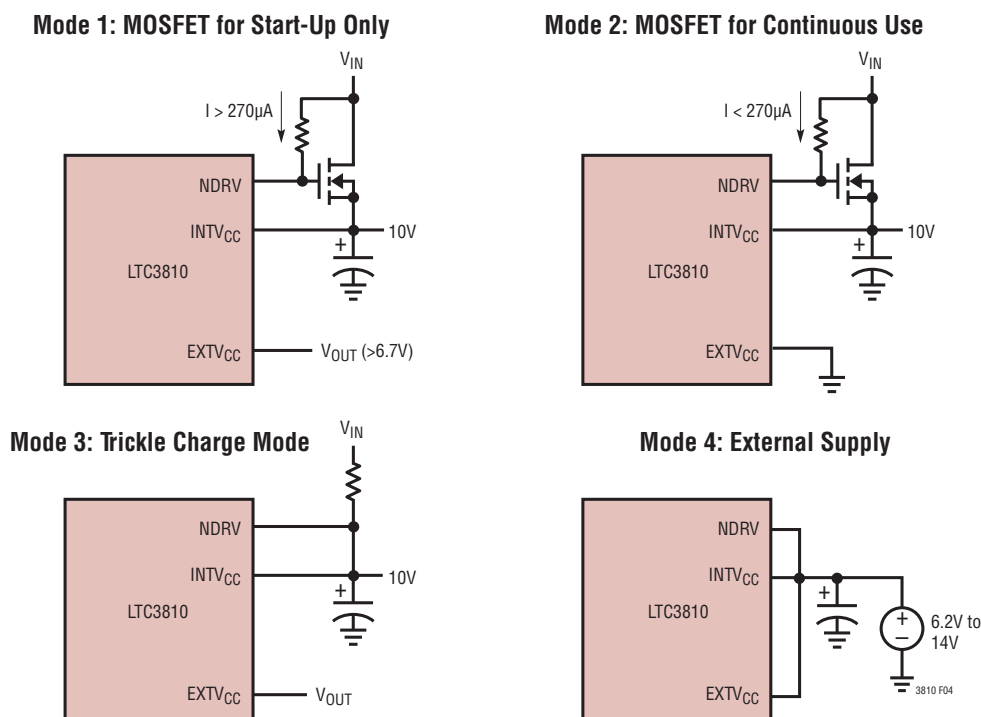 Mode 1: MOSFET for Start-Up Only
VIN
I > 270µA
NDRV
INTVCC
10V
+
LTC3810
EXTVCC
VOUT (>6.7V)
Mode 2: MOSFET for Continuous Use
VIN
I < 270µA
NDRV
INTVCC
10V
+
LTC3810
EXTVCC
Mode 3: Trickle Charge Mode
VIN
NDRV
INTVCC
10V
+
LTC3810
EXTVCC
VOUT
Mode 4: External Supply
NDRV
INTVCC
+
LTC3810
+
–
6.2V to
14V
EXTVCC
3810 F04